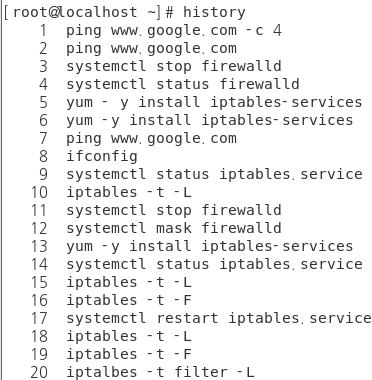 [root@localhost ~]# history
1 ping www.google.com -c 4
2 ping www.google.com
3 systemctl stop firewalld
4 systemctl status firewalld
5 yum - y install iptables-services
6 yum -y install iptables-services
7 ping www.google.com
8 ifconfig
9 systemctl status iptables.service
10 iptables -t -L
11 systemctl stop firewalld
12 systemctl mask firewalld
13 yum -y install iptables-services
14 systemctl status iptables.service
15 iptables -t -L
16 iptables -t -F
17 systemctl restart iptables.service
18 iptables -t -L
19 iptables -t -F
20 iptalbes -t filter -L